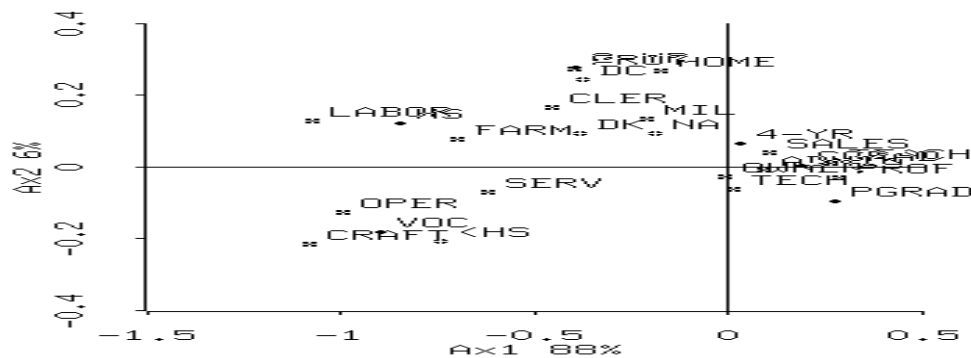 0.4
HOME
DC
0.2
CLER
LABOR HS
MIL
FARM
DK
NA
4-YR
SALES
0
PROF
SERV
TECH
PGRAD
OPER
VOC
CRAFT
<HS
-0.2
-0.4
Ax2 6%
-1.5
-1
-0.5
0
0.5
Ax1 88%